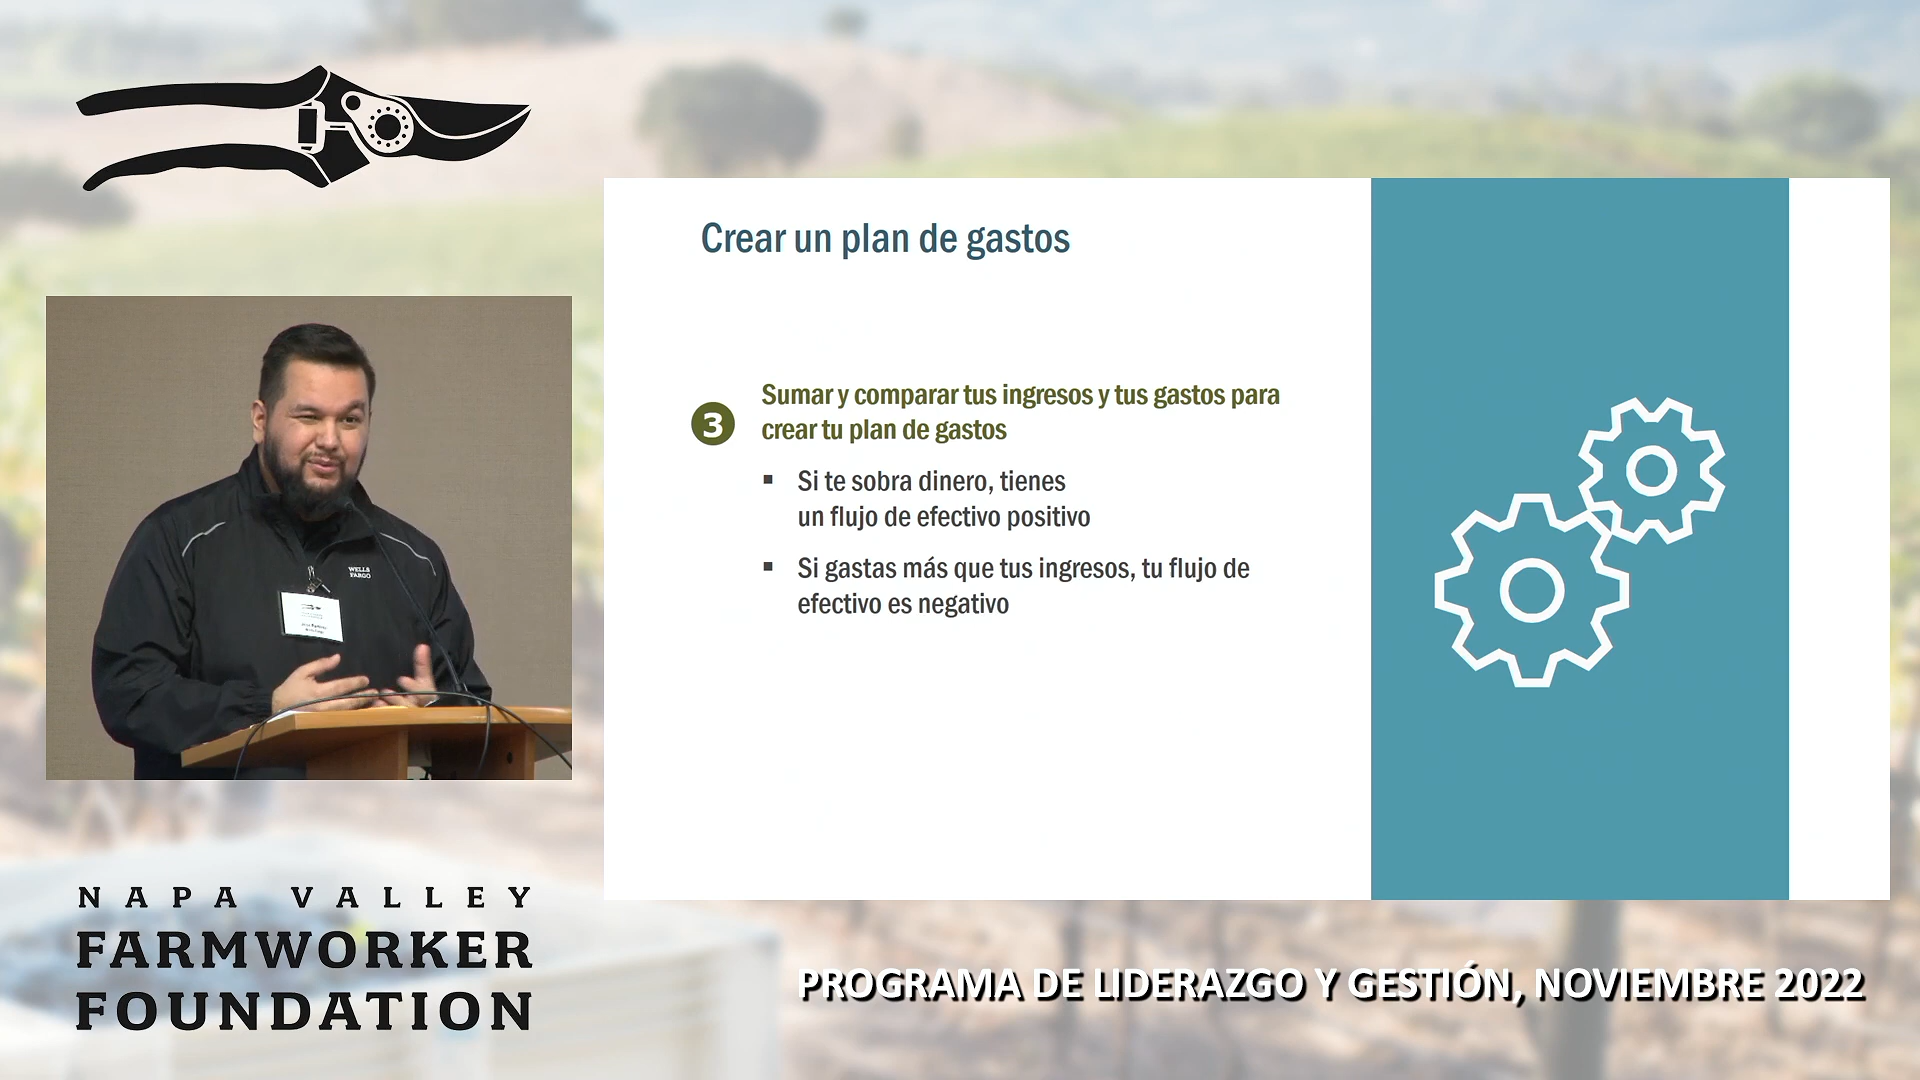 Crear un plan de gastos
3
Sumar y comparar tus ingresos y tus gastos para
crear tu plan de gastos
▪ Si te sobra dinero, tienes
un flujo de efectivo positivo
▪ Si gastas más que tus ingresos, tu flujo de
efectivo es negativo
WELLS
FARGO
NAPA VALLEY
FARMWORKER
FOUNDATION
PROGRAMA DE LIDERAZGO Y GESTIÓN, NOVIEMBRE 2022